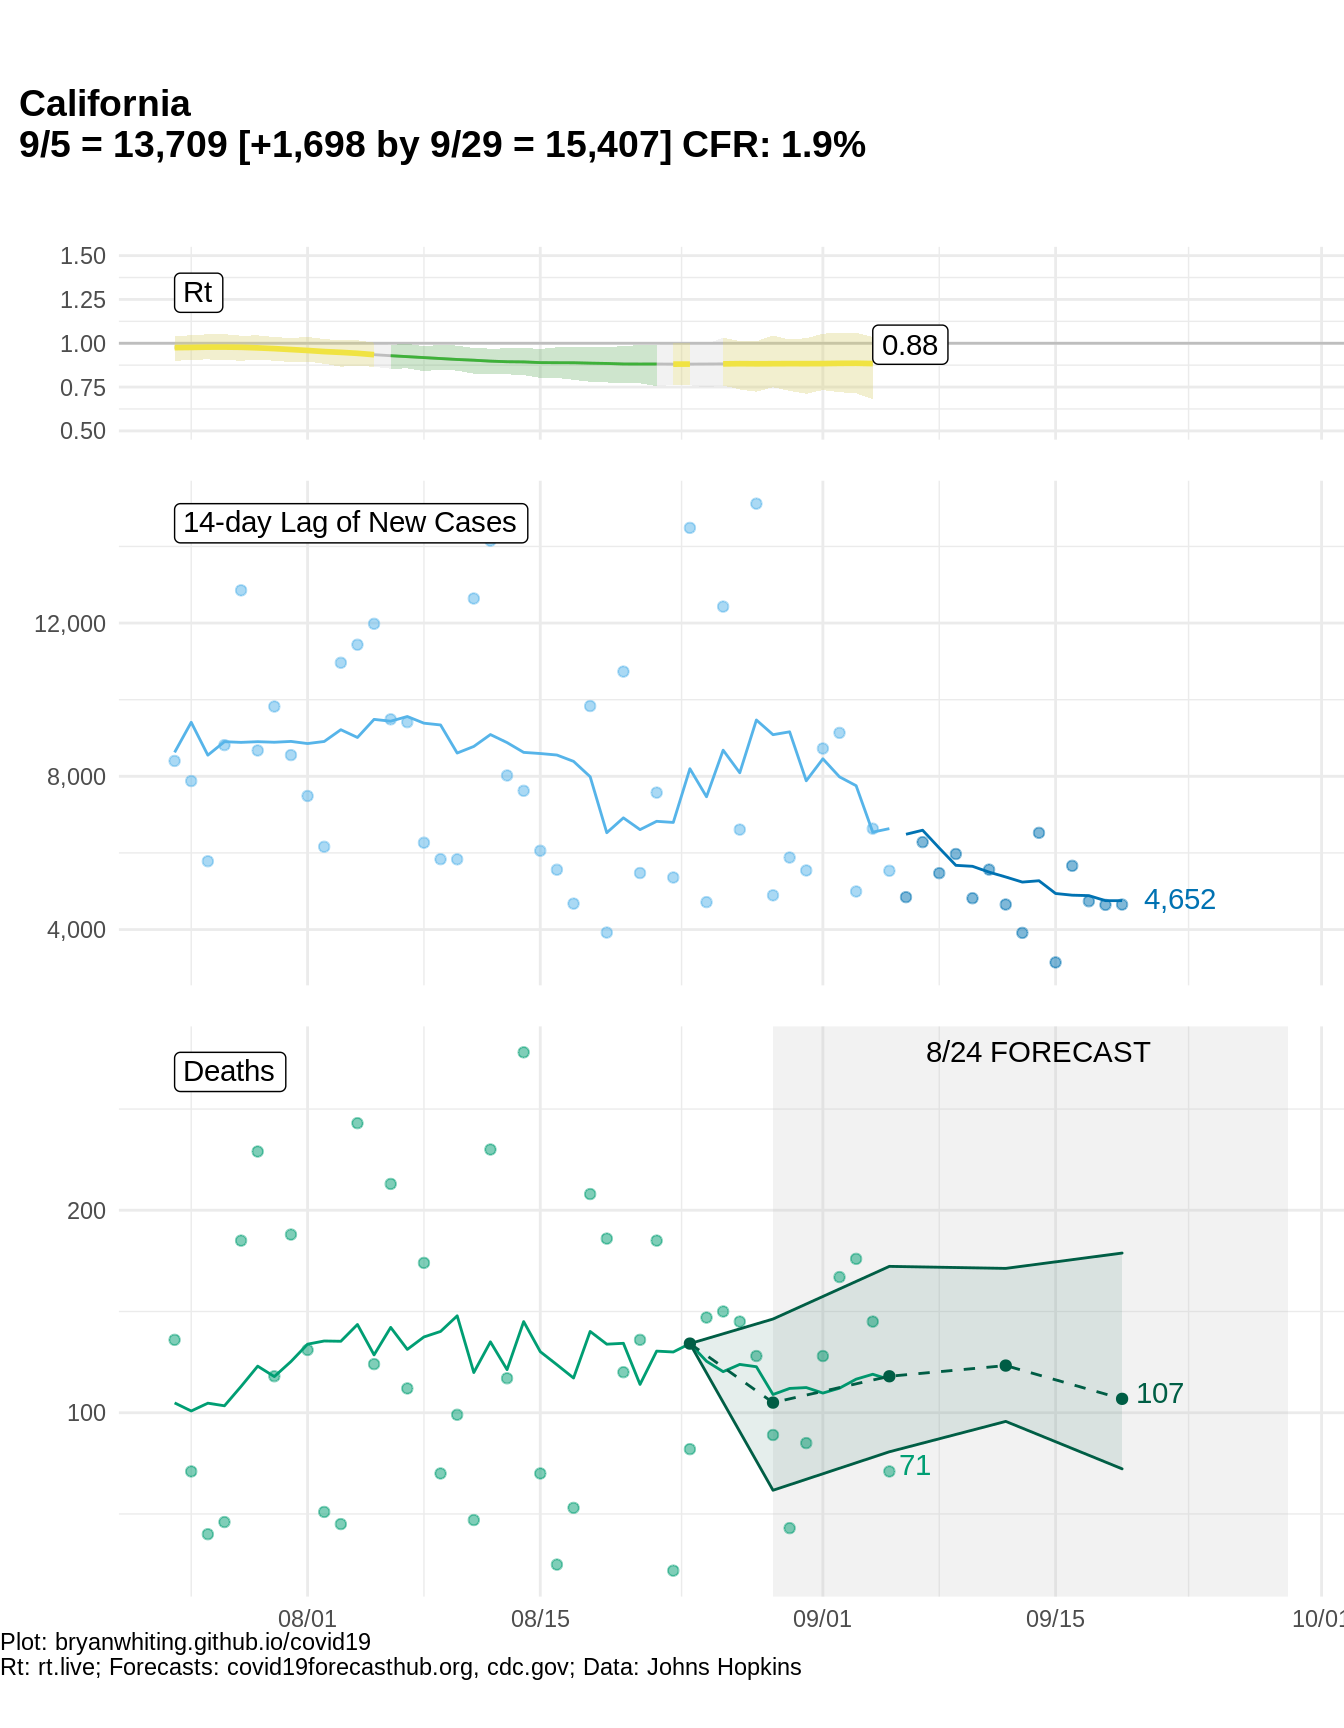 California
9/5 = 13,709 [+1,698 by 9/29 = 15,407] CFR: 1.9%
1.50
1.25
1.00
0.75
0.50
Rt
0.88
14-day Lag of New Cases
12,000
8,000
4,000
4,652
Deaths
8/24 FORECAST
200
100
107
71
08/01
08/15
09/01
09/15
10/01
Plot: bryanwhiting.github.io/covid19
Rt: rt.live; Forecasts: covid19forecasthub.org, cdc.gov; Data: Johns Hopkins